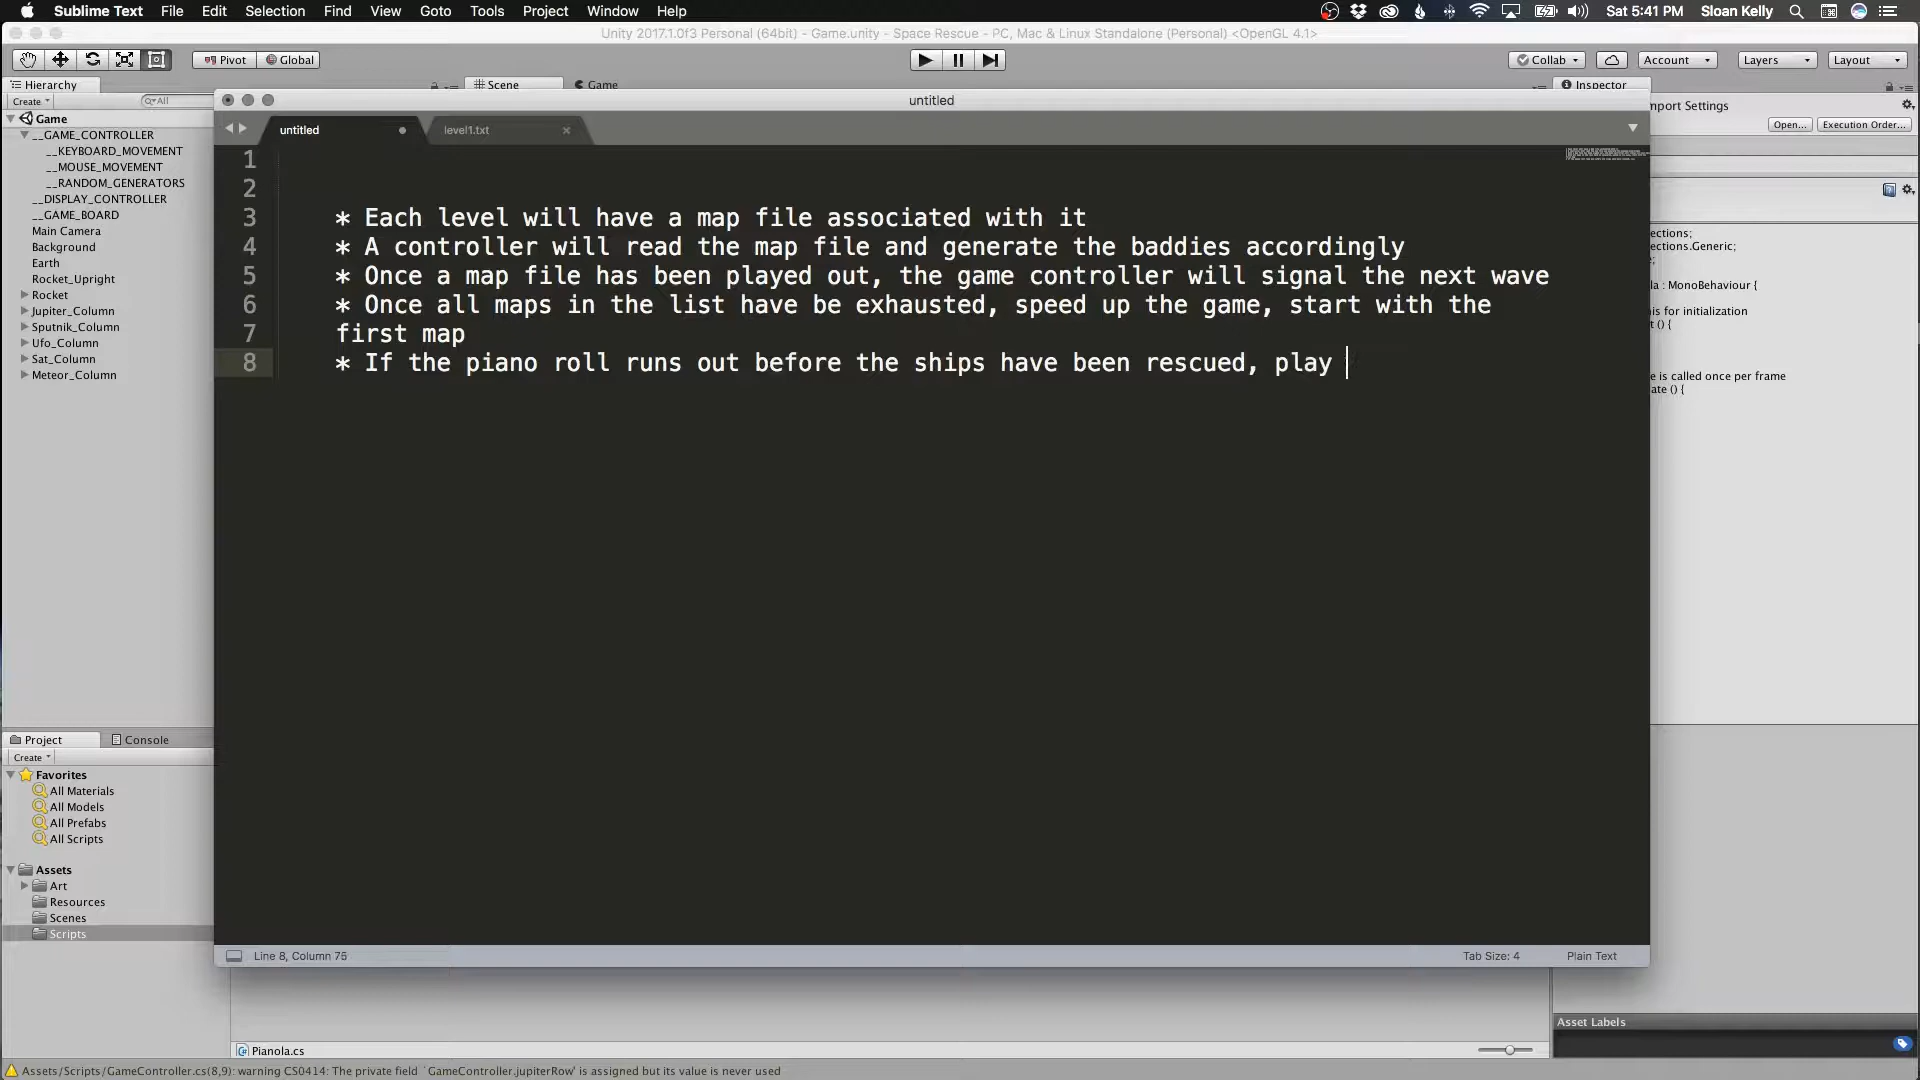 Sublime Text File Edit Selection Find View Goto Tools Project Window Help Sat 5:41 PM Sloan Kelly
Unity 2017.1.0f3 Personal (64bit) - Game.unity - Space Rescue - PC, Mac & Linux Standalone (Personal) <OpenGL 4.1>
Pivot Global Collab Account Layers Layout
Hierarchy Scene Game Inspector
Create All
Game
__GAME_CONTROLLER
__KEYBOARD_MOVEMENT
__MOUSE_MOVEMENT
__RANDOM_GENERATORS
__DISPLAY_CONTROLLER
__GAME_BOARD
Main Camera
Background
Earth
Rocket_Upright
Rocket
Jupiter_Column
Sputnik_Column
Ufo_Column
Sat_Column
Meteor_Column
untitled
untitled level1.txt
1
2
3 * Each level will have a map file associated with it
4 * A controller will read the map file and generate the baddies accordingly
5 * Once a map file has been played out, the game controller will signal the next wave
6 * Once all maps in the list have be exhausted, speed up the game, start with the
7 first map
8 * If the piano roll runs out before the ships have been rescued, play
Line 8, Column 75 Tab Size: 4 Plain Text
mport Settings
Open... Execution Order...
ections;
ections.Generic;
;
la : MonoBehaviour {
his for initialization
t () {
e is called once per frame
ate () {
Project Console
Create
Favorites
All Materials
All Models
All Prefabs
All Scripts
Assets
Art
Resources
Scenes
Scripts
Pianola.cs
Asset Labels
Assets/Scripts/GameController.cs(8,9): warning CS0414: The private field `GameController.jupiterRow' is assigned but its value is never used